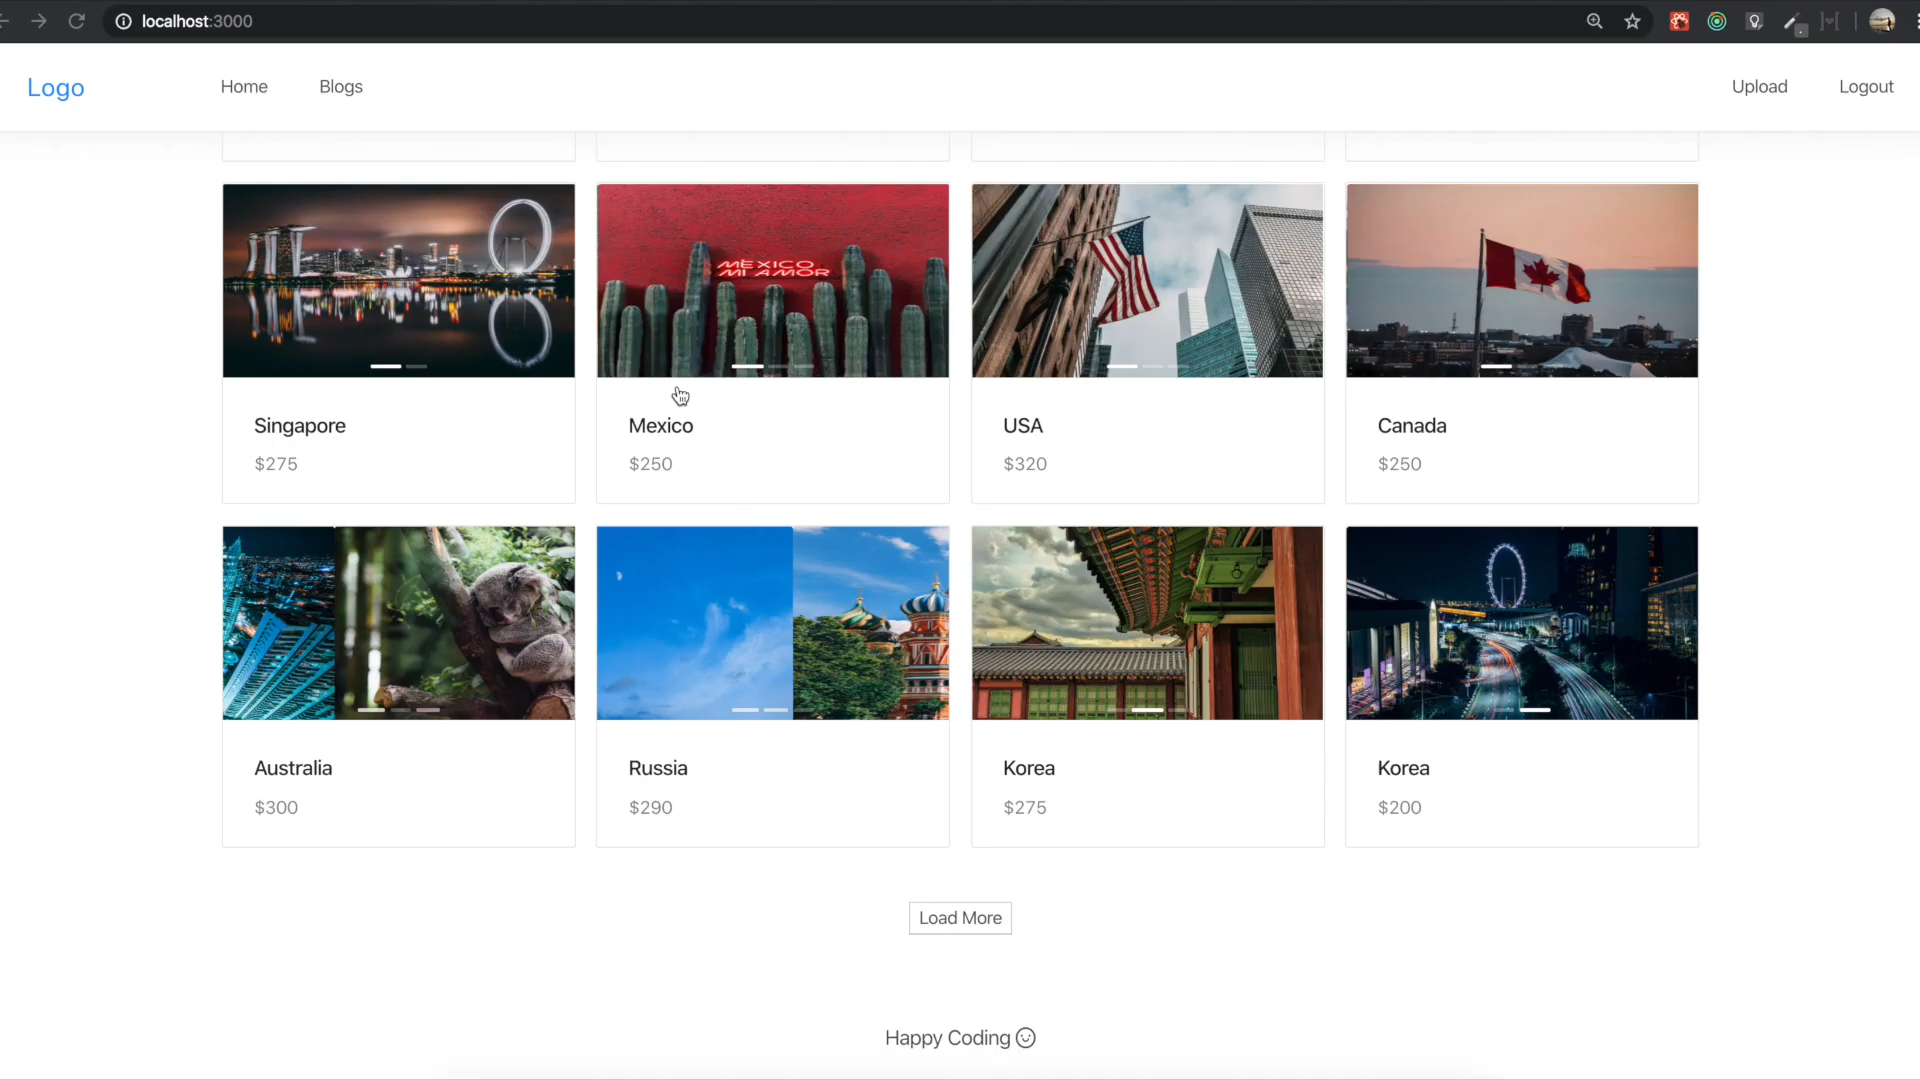 localhost:3000
Logo
Home
Blogs
Upload
Logout
MEXICO
MI AMOR
Singapore
$275
Mexico
$250
USA
$320
Canada
$250
Australia
$300
Russia
$290
Korea
$275
Korea
$200
Load More
Happy Coding